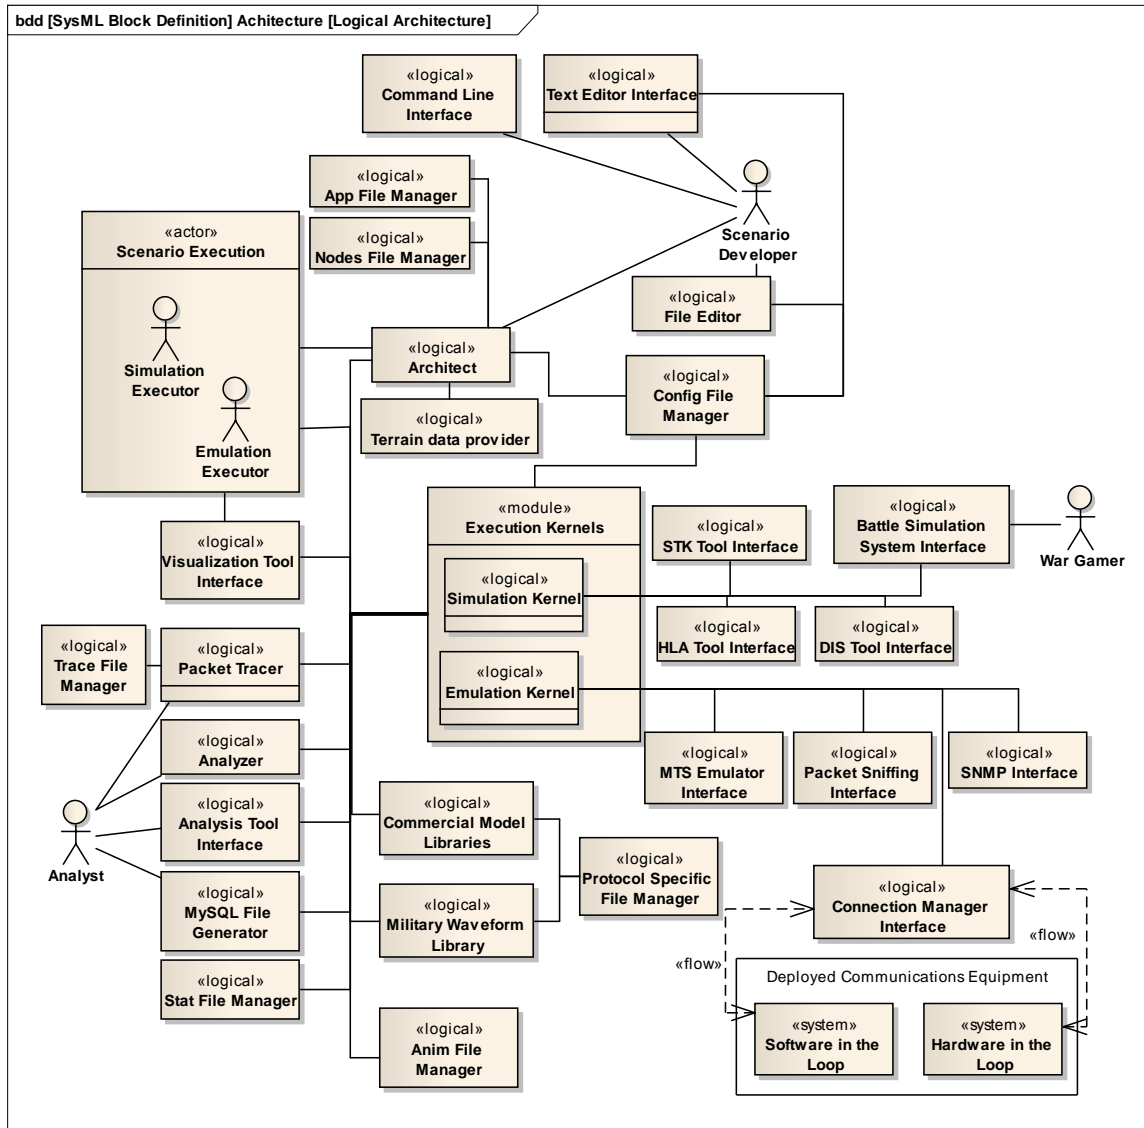 bdd [SysML Block Definition] Achitecture [Logical Architecture]
«logical»
Command Line
Interface
«logical»
Text Editor Interface
«logical»
App File Manager
«logical»
Nodes File Manager
Scenario
Developer
«actor»
Scenario Execution
Simulation
Executor
Emulation
Executor
«logical»
File Editor
«logical»
Architect
«logical»
Config File
Manager
«logical»
Terrain data provider
«module»
Execution Kernels
«logical»
Simulation Kernel
«logical»
Emulation Kernel
«logical»
STK Tool Interface
«logical»
Battle Simulation
System Interface
War Gamer
«logical»
Visualization Tool
Interface
«logical»
HLA Tool Interface
«logical»
DIS Tool Interface
«logical»
Trace File
Manager
«logical»
Packet Tracer
«logical»
Analyzer
«logical»
MTS Emulator
Interface
«logical»
Packet Sniffing
Interface
«logical»
SNMP Interface
Analyst
«logical»
Analysis Tool
Interface
«logical»
Commercial Model
Libraries
«logical»
Protocol Specific
File Manager
«logical»
MySQL File
Generator
«logical»
Military Waveform
Library
«logical»
Connection Manager
Interface
«flow»
«flow»
«logical»
Stat File Manager
«logical»
Anim File
Manager
Deployed Communications Equipment
«system»
Software in the
Loop
«system»
Hardware in the
Loop